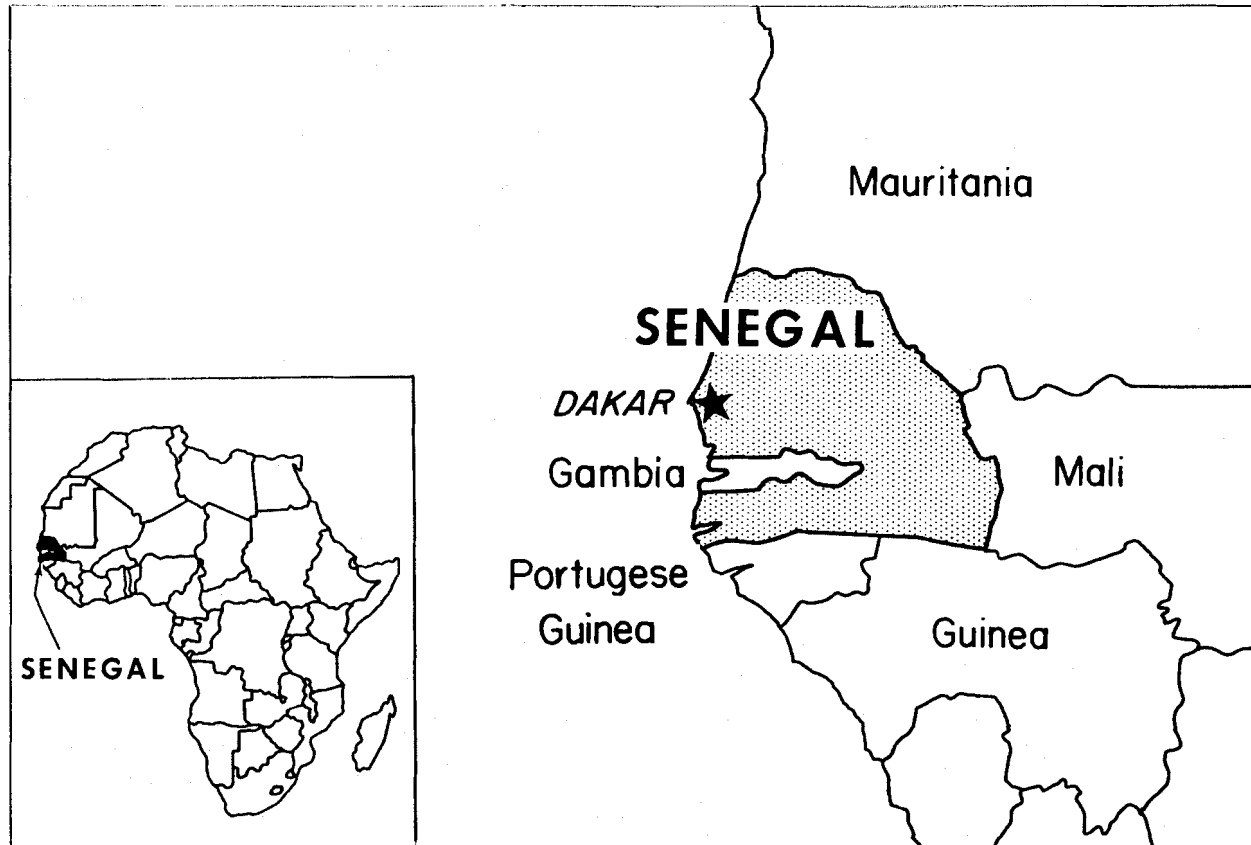 Mauritania
SENEGAL
DAKAR
Gambia
Mali
Portugese
Guinea
Guinea
SENEGAL